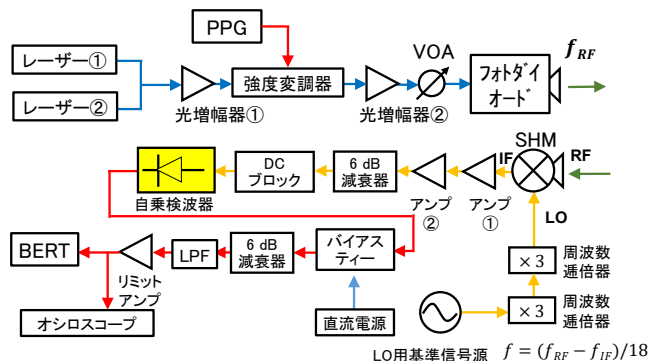 PPG
VOA
f_RF
レーザー①
レーザー②
強度変調器
フォトダイ
オード
光増幅器①
光増幅器②
SHM
IF
RF
LO
DC
ブロック
6 dB
減衰器
アンプ
②
アンプ
①
自乗検波器
BERT
リミット
アンプ
LPF
6 dB
減衰器
バイアス
ティー
×3
周波数
逓倍器
×3
周波数
逓倍器
オシロスコープ
直流電源
LO用基準信号源 f = (f_RF − f_IF)/18